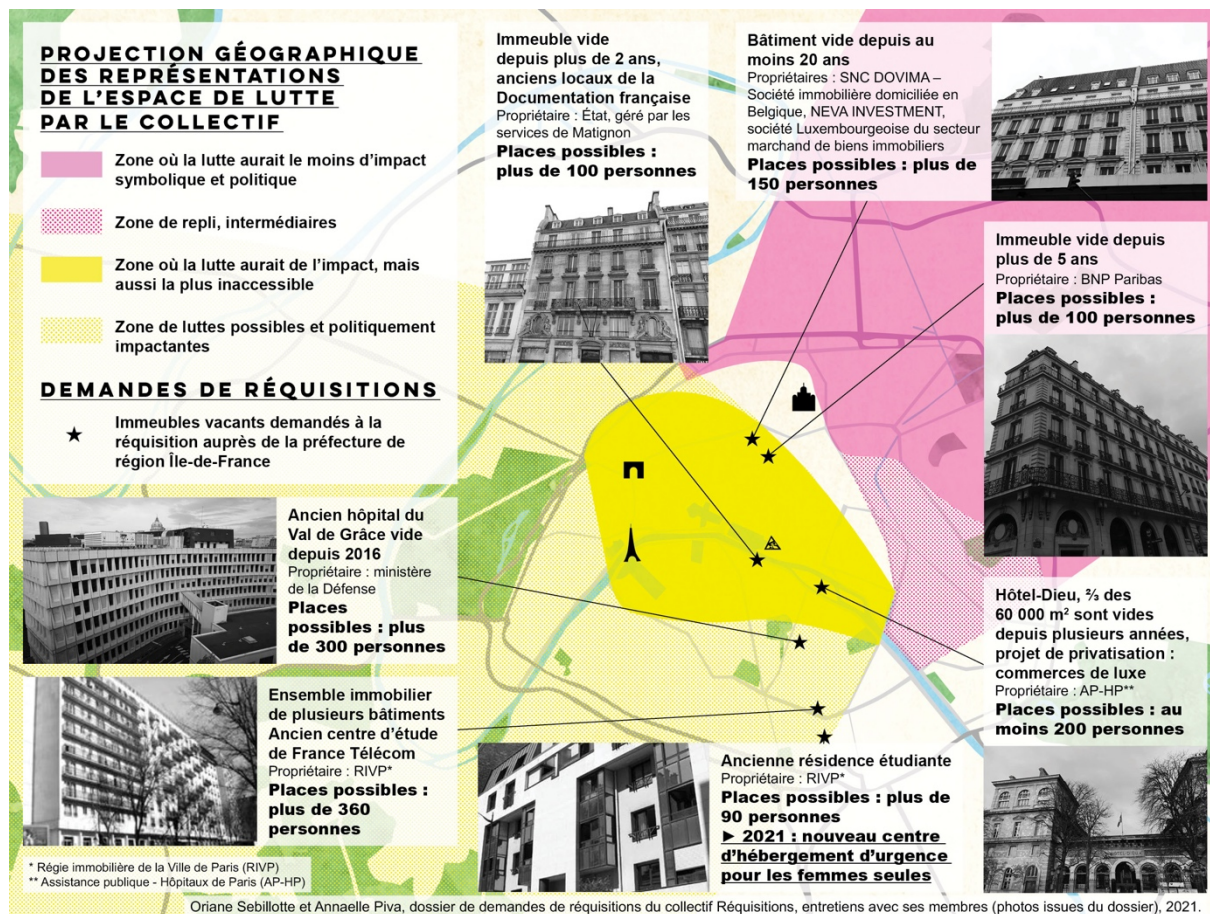 PROJECTION GÉOGRAPHIQUE
DES REPRÉSENTATIONS
DE L'ESPACE DE LUTTE
PAR LE COLLECTIF
Zone où la lutte aurait le moins d'impact
symbolique et politique
Zone de repli, intermédiaires
Zone où la lutte aurait de l'impact, mais
aussi la plus inaccessible
Zone de luttes possibles et politiquement
impactantes
DEMANDES DE RÉQUISITIONS
Immeubles vacants demandés à la
réquisition auprès de la préfecture de
région Île-de-France
Immeuble vide
depuis plus de 2 ans,
anciens locaux de la
Documentation française
Propriétaire : État, géré par les
services de Matignon
Places possibles :
plus de 100 personnes
Bâtiment vide depuis au
moins 20 ans
Propriétaires : SNC DOVIMA –
Société immobilière domiciliée en
Belgique, NEVA INVESTMENT,
société Luxembourgeoise du secteur
marchand de biens immobiliers
Places possibles : plus de
150 personnes
Immeuble vide depuis
plus de 5 ans
Propriétaire : BNP Paribas
Places possibles :
plus de 100 personnes
Ancien hôpital du
Val de Grâce vide
depuis 2016
Propriétaire : ministère
de la Défense
Places
possibles : plus
de 300 personnes
Hôtel-Dieu, ⅔ des
60 000 m² sont vides
depuis plusieurs années,
projet de privatisation :
commerces de luxe
Propriétaire : AP-HP**
Places possibles : au
moins 200 personnes
Ensemble immobilier
de plusieurs bâtiments
Ancien centre d'étude
de France Télécom
Propriétaire : RIVP*
Places possibles :
plus de 360
personnes
Ancienne résidence étudiante
Propriétaire : RIVP*
Places possibles : plus de
90 personnes
► 2021 : nouveau centre
d'hébergement d'urgence
pour les femmes seules
* Régie immobilière de la Ville de Paris (RIVP)
** Assistance publique - Hôpitaux de Paris (AP-HP)
Oriane Sebillotte et Annaelle Piva, dossier de demandes de réquisitions du collectif Réquisitions, entretiens avec ses membres (photos issues du dossier), 2021.